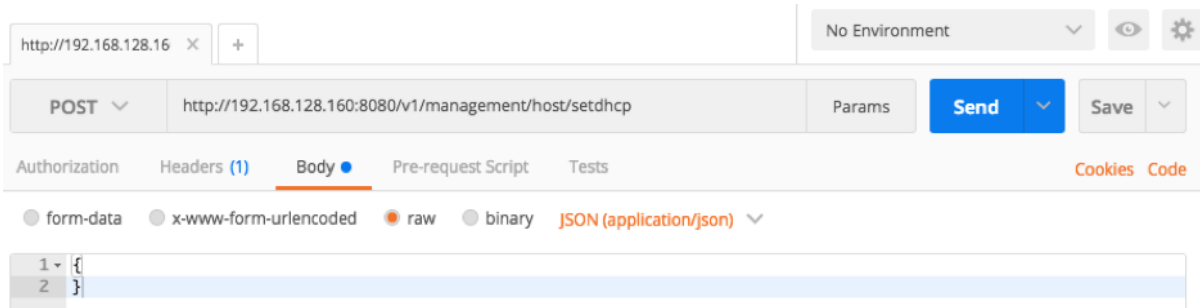 http://192.168.128.16 × +
No Environment
POST http://192.168.128.160:8080/v1/management/host/setdhcp Params Send Save
Authorization Headers (1) Body Pre-request Script Tests Cookies Code
form-data x-www-form-urlencoded raw binary JSON (application/json)
1 {
2 }